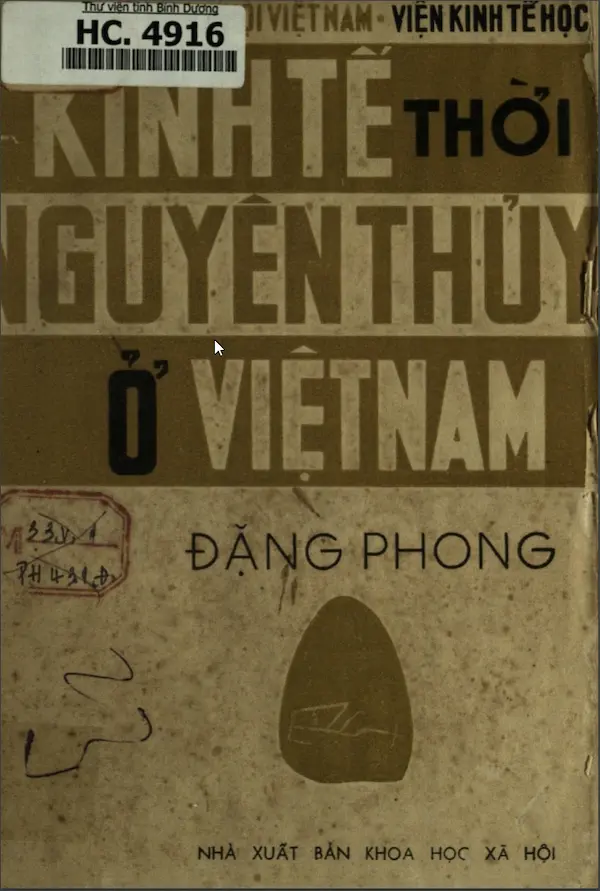 Thư viện tỉnh Bình Dương
HC. 4916
VIỆT NAM · VIỆN KINH TẾ HỌC
KINH TẾ THỜI
NGUYÊN THỦY
Ở VIỆT NAM
ĐẶNG PHONG
NHÀ XUẤT BẢN KHOA HỌC XÃ HỘI